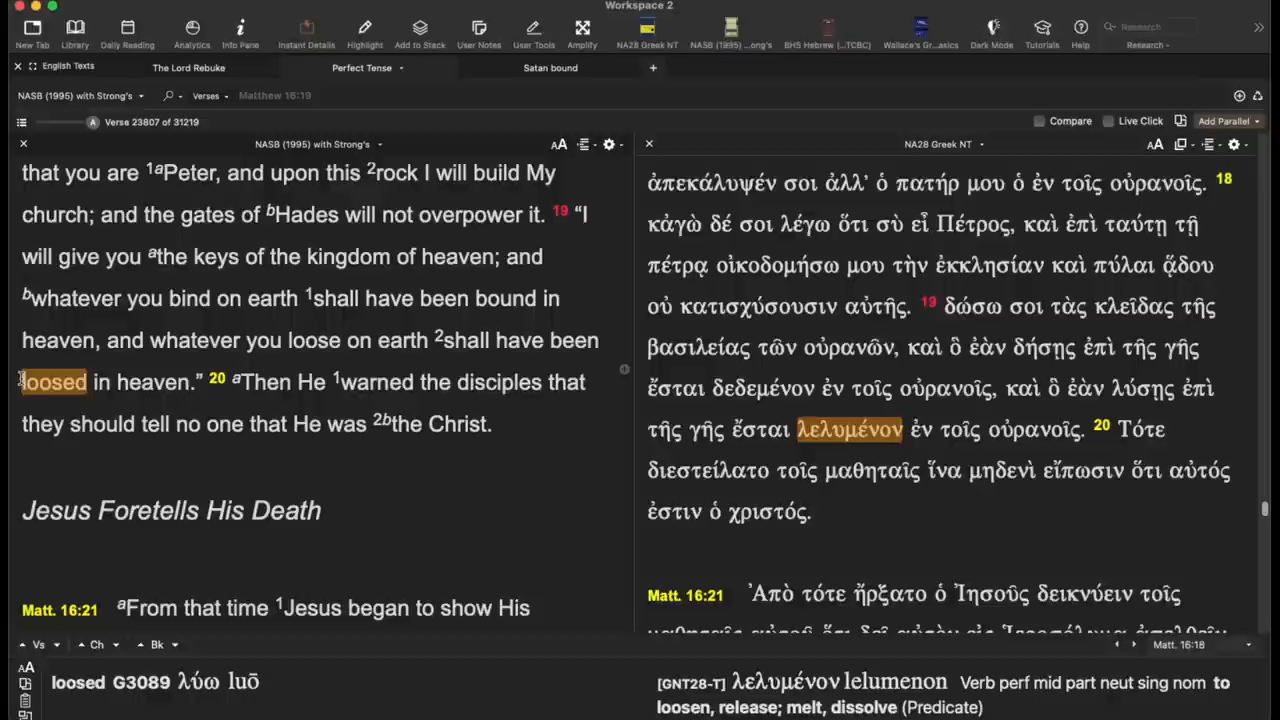 Workspace 2
New Tab Library Daily Reading Analytics Info Pane Instant Details Highlight Add to Stack User Notes User Tools Amplify NA28 Greek NT NASB (1995) ...ong's BHS Hebrew (...TCBC) Wallace's Gr...asics Dark Mode Tutorials Help Research Research
English Texts The Lord Rebuke Perfect Tense Satan bound +
NASB (1995) with Strong's Verses Matthew 16:19
A Verse 23807 of 31219 Compare Live Click Add Parallel
NASB (1995) with Strong's
that you are 1aPeter, and upon this 2rock I will build My
church; and the gates of bHades will not overpower it. 19 “I
will give you athe keys of the kingdom of heaven; and
bwhatever you bind on earth 1shall have been bound in
heaven, and whatever you loose on earth 2shall have been
loosed in heaven.” 20 aThen He 1warned the disciples that
they should tell no one that He was 2bthe Christ.
Jesus Foretells His Death
Matt. 16:21 aFrom that time 1Jesus began to show His
NA28 Greek NT
ἀπεκάλυψέν σοι ἀλλ’ ὁ πατήρ μου ὁ ἐν τοῖς οὐρανοῖς. 18
κἀγὼ δέ σοι λέγω ὅτι σὺ εἶ Πέτρος, καὶ ἐπὶ ταύτῃ τῇ
πέτρᾳ οἰκοδομήσω μου τὴν ἐκκλησίαν καὶ πύλαι ᾅδου
οὐ κατισχύσουσιν αὐτῆς. 19 δώσω σοι τὰς κλεῖδας τῆς
βασιλείας τῶν οὐρανῶν, καὶ ὃ ἐὰν δήσῃς ἐπὶ τῆς γῆς
ἔσται δεδεμένον ἐν τοῖς οὐρανοῖς, καὶ ὃ ἐὰν λύσῃς ἐπὶ
τῆς γῆς ἔσται λελυμένον ἐν τοῖς οὐρανοῖς. 20 Τότε
διεστείλατο τοῖς μαθηταῖς ἵνα μηδενὶ εἴπωσιν ὅτι αὐτός
ἐστιν ὁ χριστός.
Matt. 16:21 Ἀπὸ τότε ἤρξατο ὁ Ἰησοῦς δεικνύειν τοῖς
μαθηταῖς αὐτοῦ ὅτι δεῖ αὐτὸν εἰς Ἱεροσόλυμα ἀπελθεῖν
Vs Ch Bk Matt. 16:18
loosed G3089 λύω luō
[GNT28-T] λελυμένον lelumenon Verb perf mid part neut sing nom to
loosen, release; melt, dissolve (Predicate)